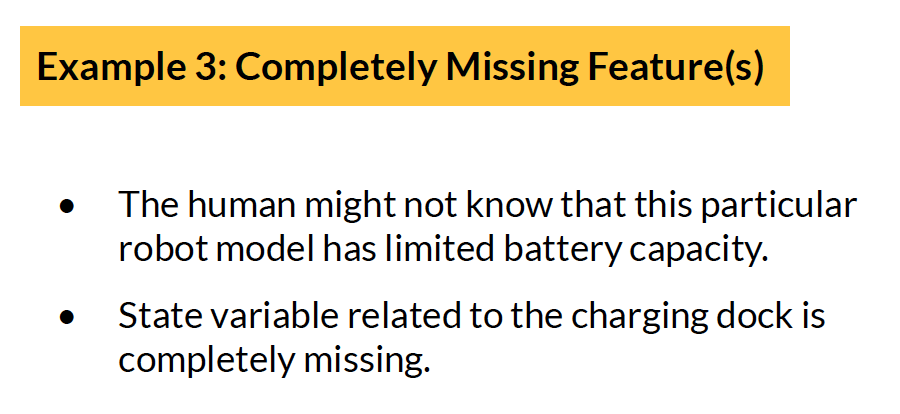 Example 3: Completely Missing Feature(s)
● The human might not know that this particular
robot model has limited battery capacity.
● State variable related to the charging dock is
completely missing.